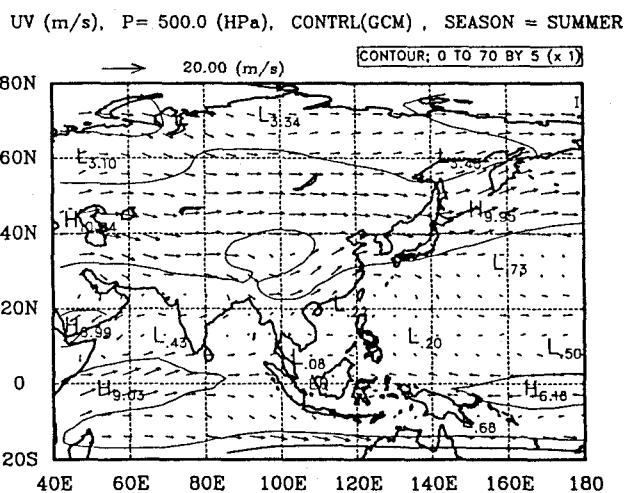 UV (m/s), P= 500.0 (HPa), CONTRL(GCM) , SEASON = SUMMER
CONTOUR; 0 TO 70 BY 5 (x 1)
20.00 (m/s)
80N
L3.34
60N
L3.10
H9.95
40N
L.73
20N
H8.99
L.43
L.20
L.50
L.08
0
H9.03
H6.18
L.68
20S
40E 60E 80E 100E 120E 140E 160E 180